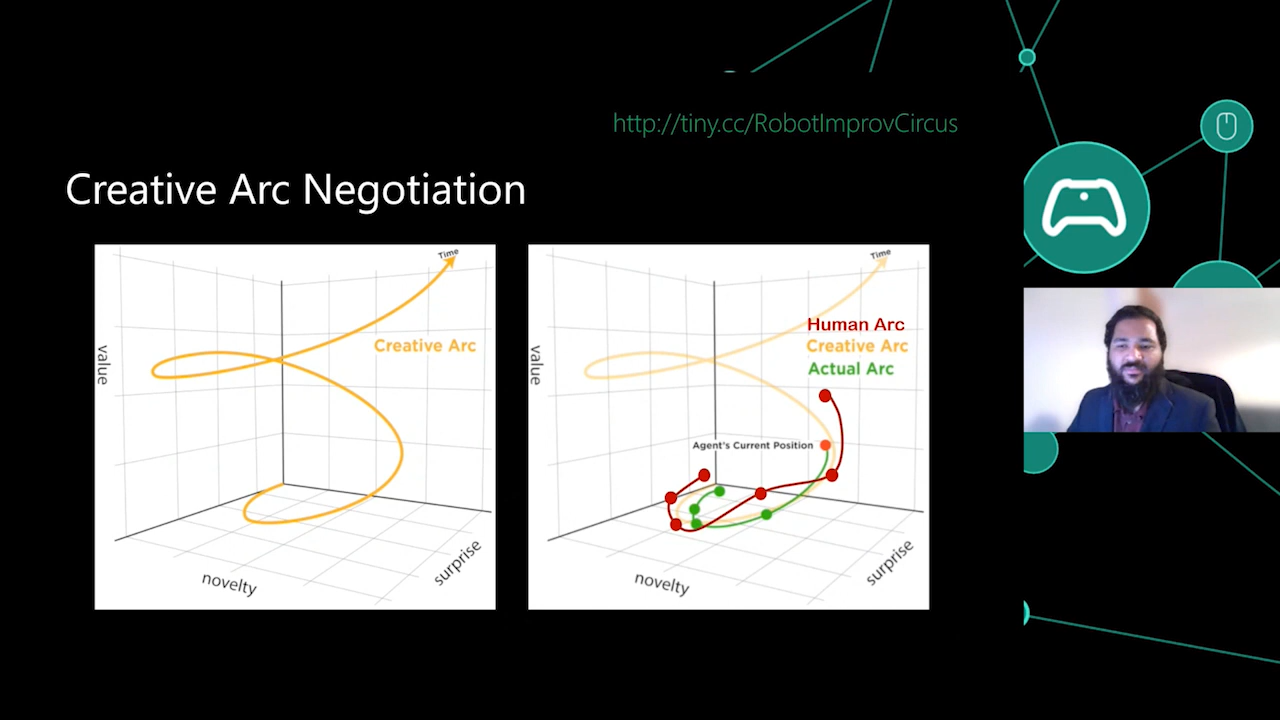 http://tiny.cc/RobotImprovCircus
Creative Arc Negotiation
Time
Creative Arc
value
novelty
surprise
Time
Human Arc
Creative Arc
Actual Arc
value
Agent's Current Position
novelty
surprise